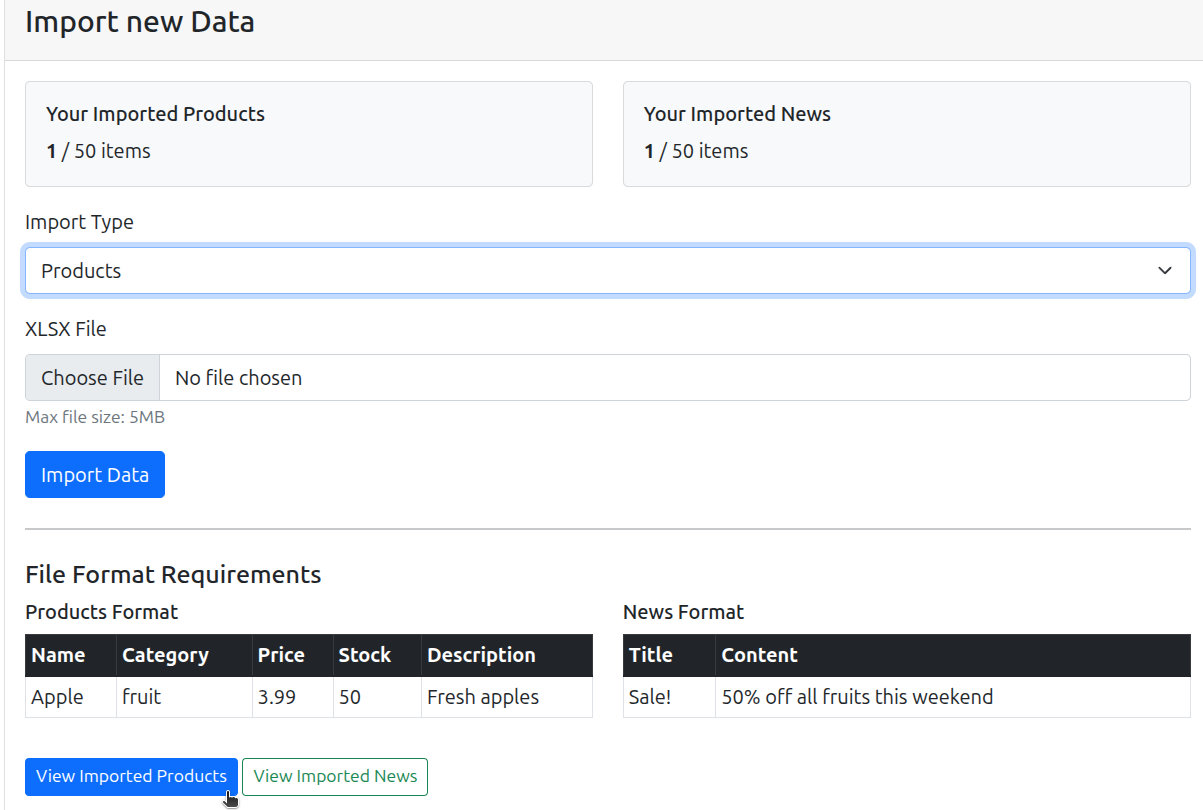 Import new Data
Your Imported Products
1 / 50 items
Your Imported News
1 / 50 items
Import Type
Products
XLSX File
Choose File No file chosen
Max file size: 5MB
Import Data
File Format Requirements
Products Format
Name Category Price Stock Description
Apple fruit 3.99 50 Fresh apples
News Format
Title Content
Sale! 50% off all fruits this weekend
View Imported Products View Imported News